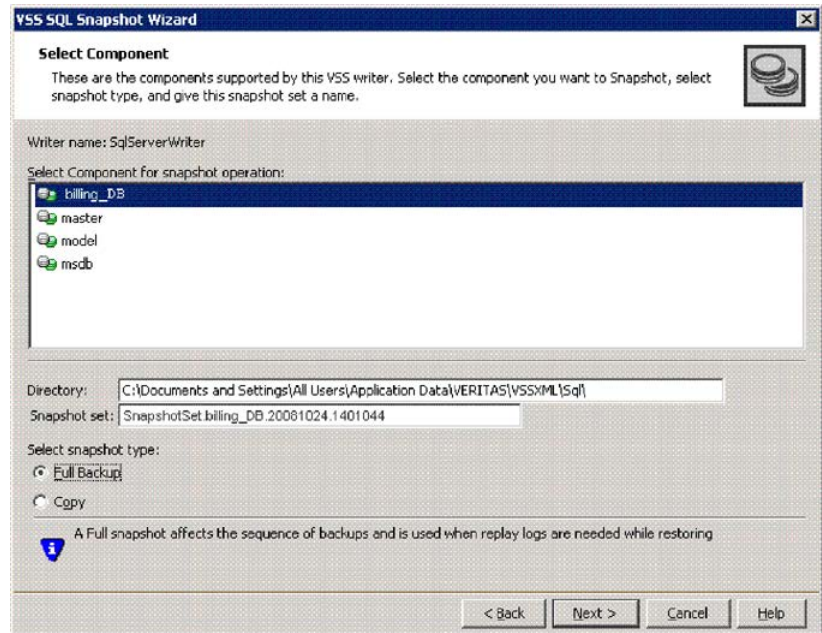 VSS SQL Snapshot Wizard
Select Component
These are the components supported by this VSS writer. Select the component you want to Snapshot, select
snapshot type, and give this snapshot set a name.
Writer name: SqlServerWriter
Select Component for snapshot operation:
billing_DB
master
model
msdb
Directory: C:\Documents and Settings\All Users\Application Data\VERITAS\VSSXML\Sql\
Snapshot set: SnapshotSet.billing_DB.20081024.1401044
Select snapshot type:
Full Backup
Copy
A Full snapshot affects the sequence of backups and is used when replay logs are needed while restoring
< Back Next > Cancel Help